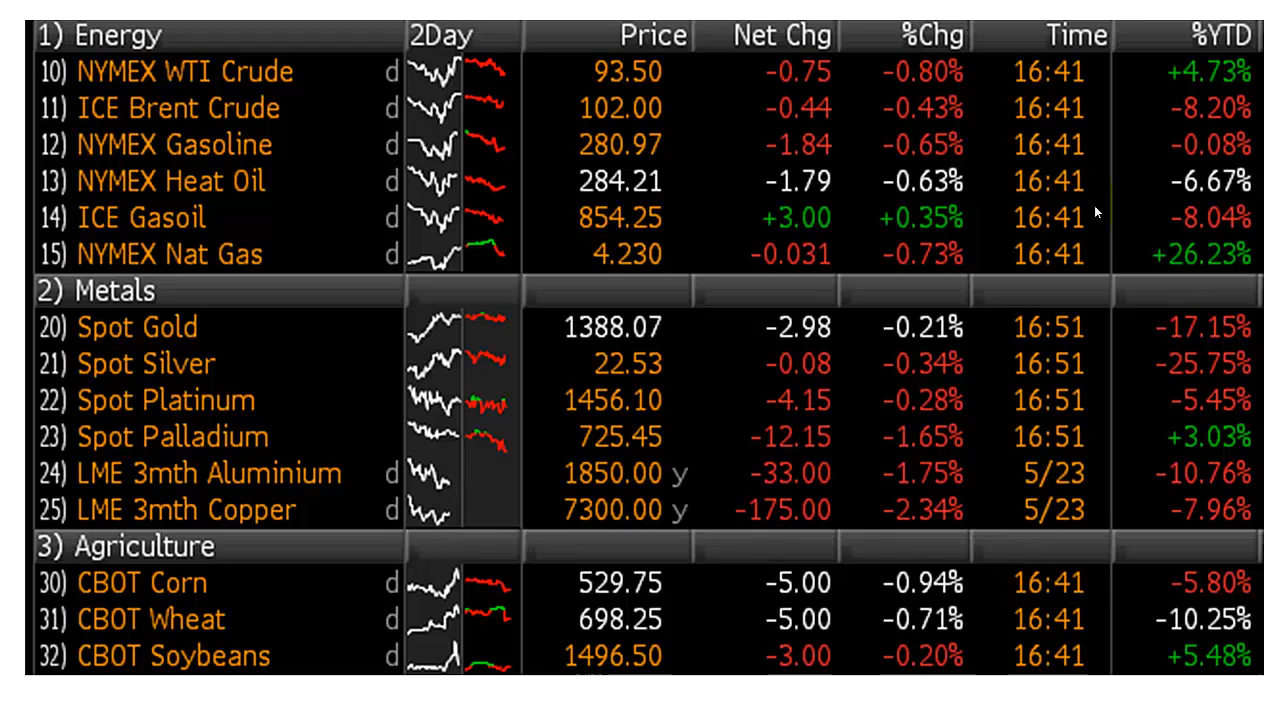 1) Energy 2Day Price Net Chg %Chg Time %YTD
10) NYMEX WTI Crude d 93.50 -0.75 -0.80% 16:41 +4.73%
11) ICE Brent Crude d 102.00 -0.44 -0.43% 16:41 -8.20%
12) NYMEX Gasoline d 280.97 -1.84 -0.65% 16:41 -0.08%
13) NYMEX Heat Oil d 284.21 -1.79 -0.63% 16:41 -6.67%
14) ICE Gasoil d 854.25 +3.00 +0.35% 16:41 -8.04%
15) NYMEX Nat Gas d 4.230 -0.031 -0.73% 16:41 +26.23%
2) Metals
20) Spot Gold 1388.07 -2.98 -0.21% 16:51 -17.15%
21) Spot Silver 22.53 -0.08 -0.34% 16:51 -25.75%
22) Spot Platinum 1456.10 -4.15 -0.28% 16:51 -5.45%
23) Spot Palladium 725.45 -12.15 -1.65% 16:51 +3.03%
24) LME 3mth Aluminium d 1850.00 y -33.00 -1.75% 5/23 -10.76%
25) LME 3mth Copper d 7300.00 y -175.00 -2.34% 5/23 -7.96%
3) Agriculture
30) CBOT Corn d 529.75 -5.00 -0.94% 16:41 -5.80%
31) CBOT Wheat d 698.25 -5.00 -0.71% 16:41 -10.25%
32) CBOT Soybeans d 1496.50 -3.00 -0.20% 16:41 +5.48%